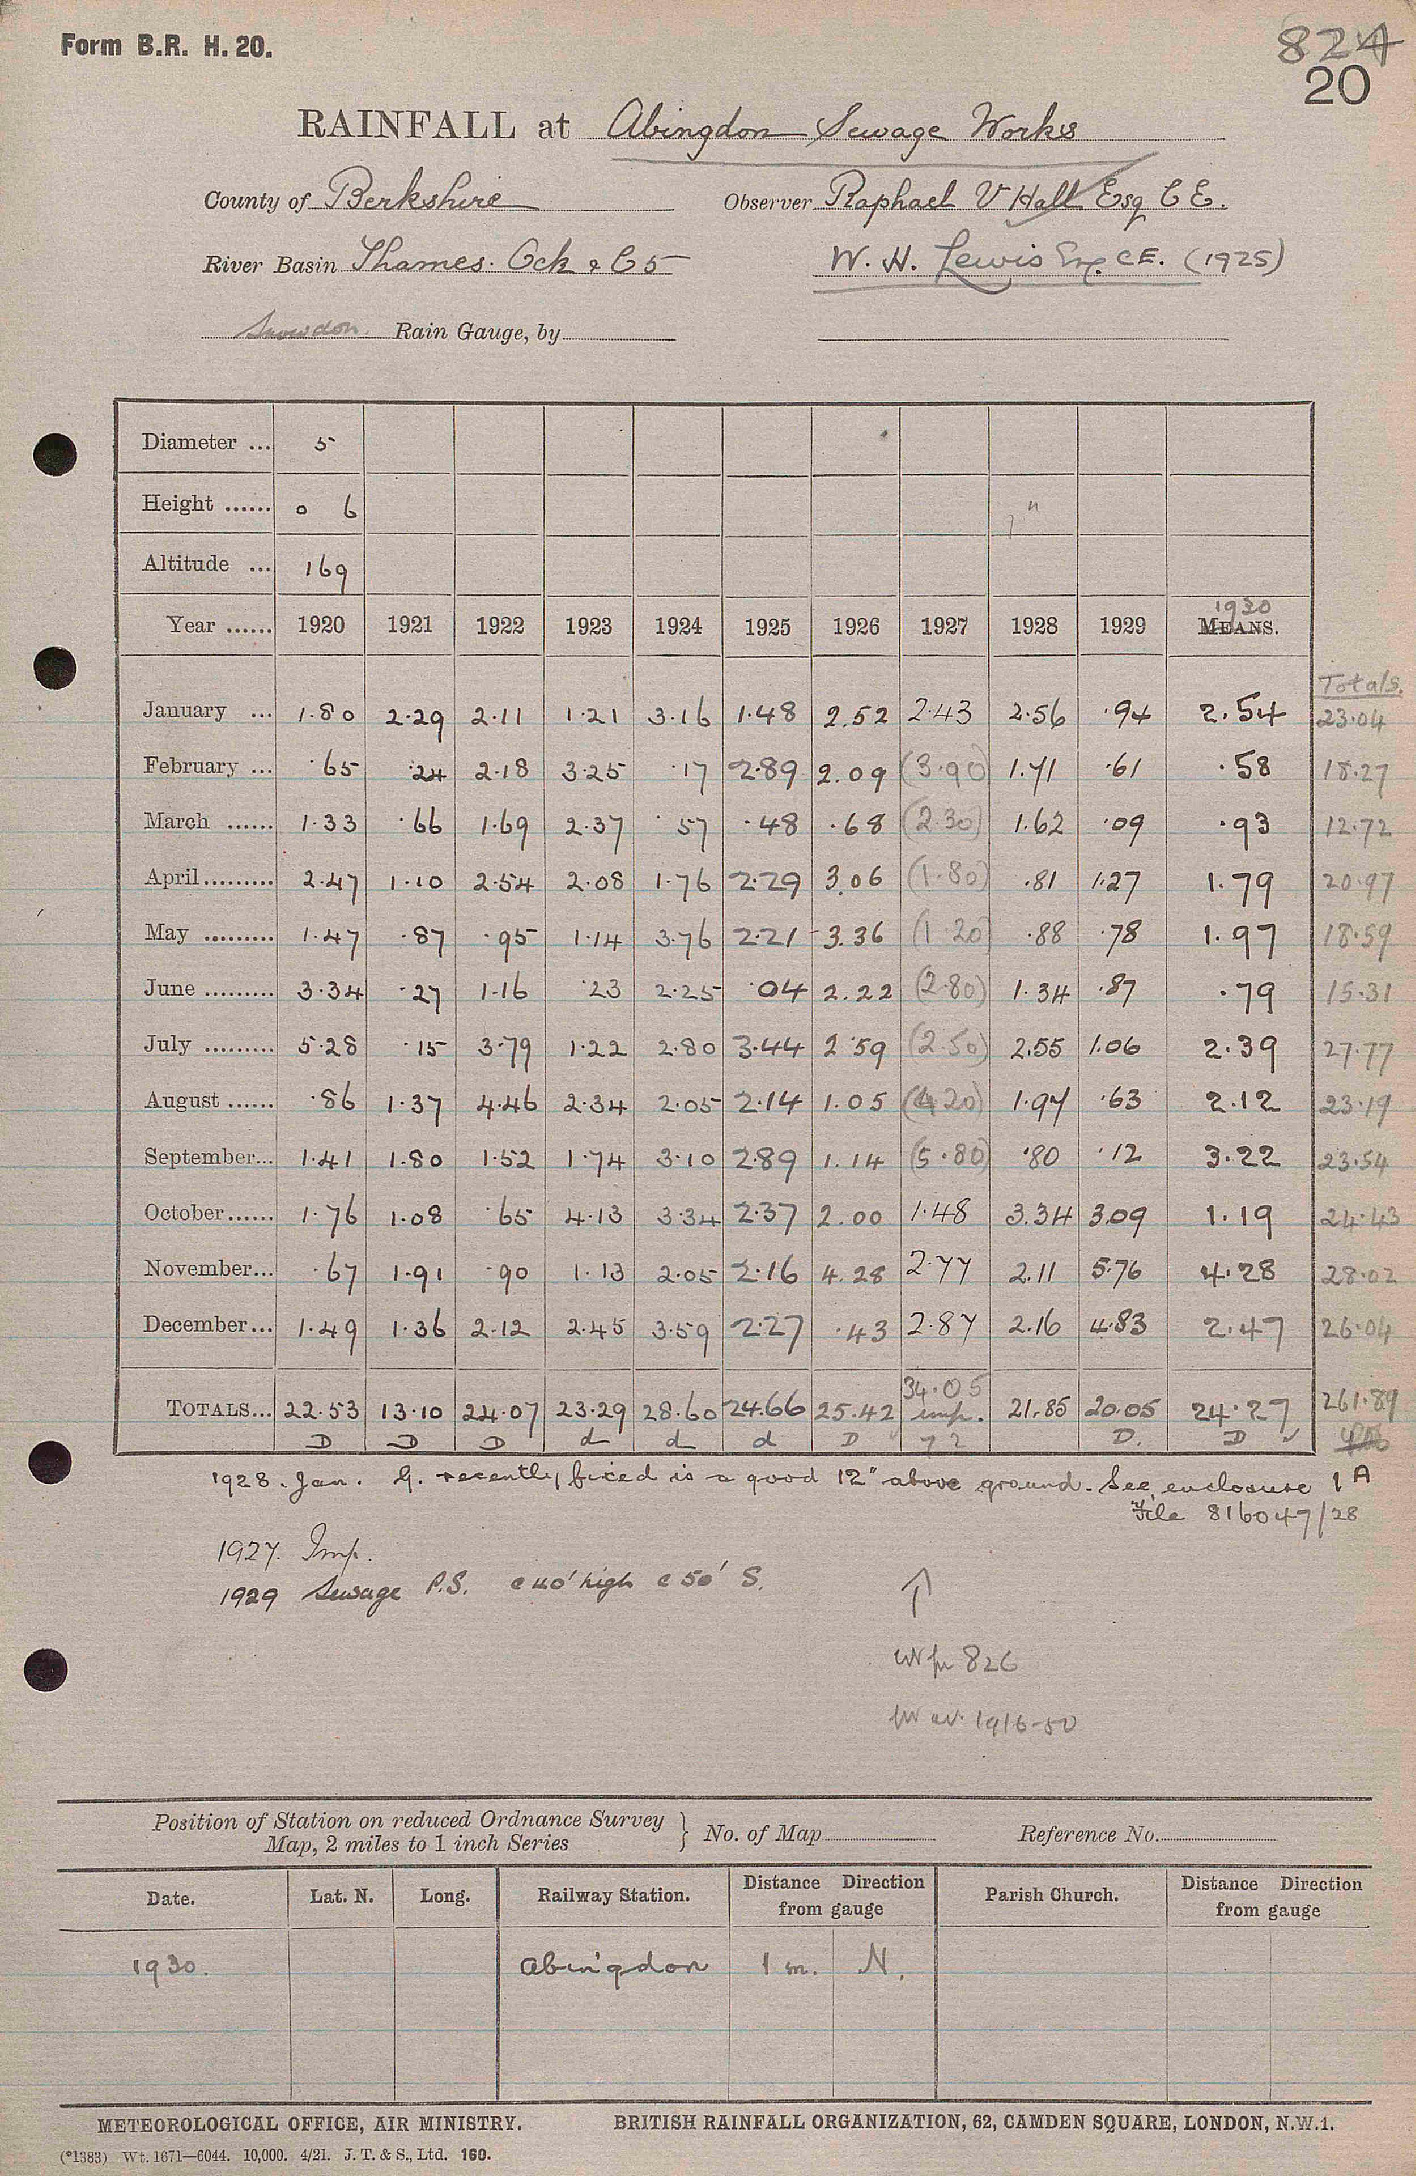 Form B.R. H. 20.
824
20
RAINFALL at Abingdon Sewage Works
County of Berkshire Observer Raphael V Hall Esq C E.
River Basin Thames. Ock & C5 W. H. Lewis Esq. C.E. (1925)
Snowdon Rain Gauge, by
Diameter ... 5
Height ...... 0 6 "
Altitude ... 169
Year ...... 1920 1921 1922 1923 1924 1925 1926 1927 1928 1929 1930 MEANS.
Totals.
January ... 1.80 2.29 2.11 1.21 3.16 1.48 2.52 2.43 2.56 .94 2.54 23.04
February ... .65 .24 2.18 3.25 .17 2.89 2.09 (3.90) 1.71 .61 .58 18.27
March ...... 1.33 .66 1.69 2.37 .57 .48 .68 (2.30) 1.62 .09 .93 12.72
April ......... 2.47 1.10 2.54 2.08 1.76 2.29 3.06 (1.80) .81 1.27 1.79 20.97
May ......... 1.47 .87 .95 1.14 3.76 2.21 3.36 (1.20) .88 .78 1.97 18.59
June ......... 3.34 .27 1.16 .23 2.25 .04 2.22 (2.80) 1.34 .87 .79 15.31
July ......... 5.28 .15 3.79 1.22 2.80 3.44 2.59 (2.50) 2.55 1.06 2.39 27.77
August ...... .86 1.37 4.46 2.34 2.05 2.14 1.05 (4.20) 1.97 .63 2.12 23.19
September... 1.41 1.80 1.52 1.74 3.10 2.89 1.14 (5.80) .80 .12 3.22 23.54
October...... 1.76 1.08 .65 4.13 3.34 2.37 2.00 1.48 3.34 3.09 1.19 24.43
November... .67 1.91 .90 1.13 2.05 2.16 4.28 2.77 2.11 5.76 4.28 28.02
December... 1.49 1.36 2.12 2.45 3.59 2.27 .43 2.87 2.16 4.83 2.47 26.04
TOTALS... 22.53 13.10 24.07 23.29 28.60 24.66 25.42 34.05 imp. 21.85 20.05 24.27 261.89
D D D d d d D D. D
1928. Jan. G. recently fixed is a good 12" above ground. See enclosure 1 A
File 816047/28
1927. Imp.
1929 Sewage P.S. c 40' high c 50' S.
826
1916-50
Position of Station on reduced Ordnance Survey
Map, 2 miles to 1 inch Series
} No. of Map Reference No.
Date. Lat. N. Long. Railway Station. Distance Direction from gauge Parish Church. Distance Direction from gauge
1930. Abingdon 1 m. N.
METEOROLOGICAL OFFICE, AIR MINISTRY. BRITISH RAINFALL ORGANIZATION, 62, CAMDEN SQUARE, LONDON, N.W.1.
(*1383) Wt. 1671—6044. 10,000. 4/21. J. T. & S., Ltd. 160.